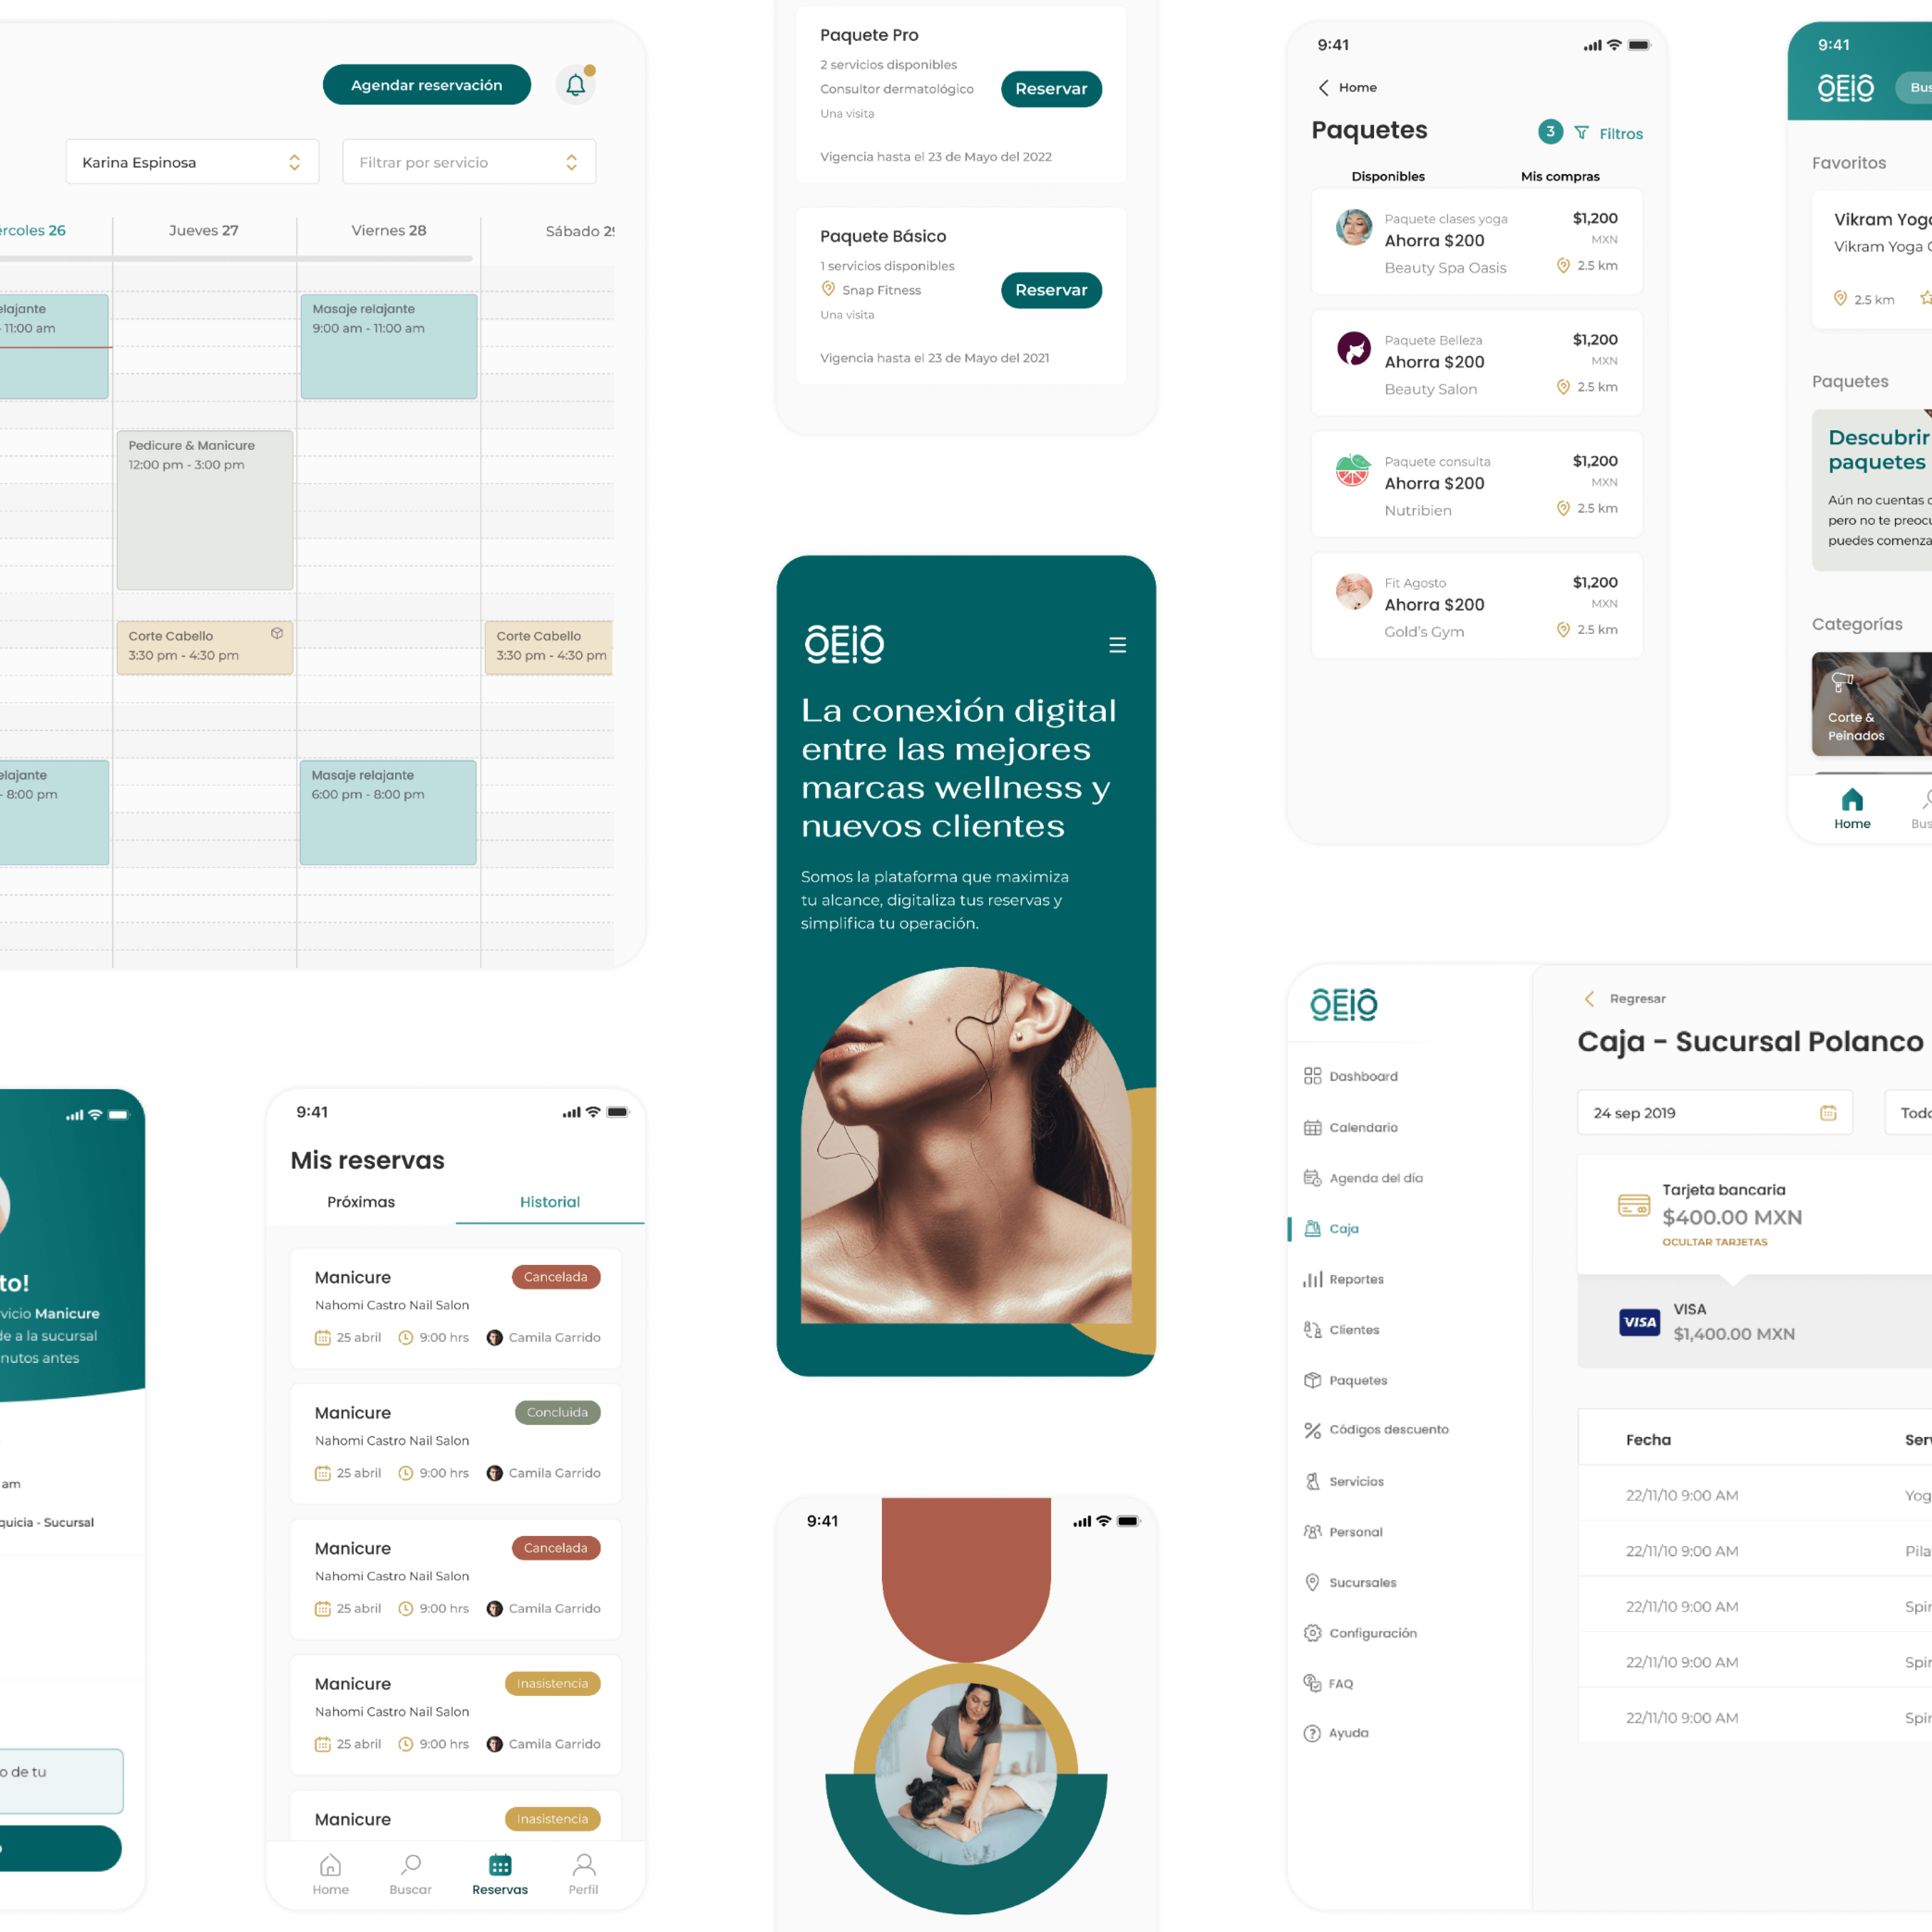 Agendar reservación
Karina Espinosa
Filtrar por servicio
ércoles 26
Jueves 27
Viernes 28
Sábado 29
elajante
- 11:00 am
Masaje relajante
9:00 am - 11:00 am
Pedicure & Manicure
12:00 pm - 3:00 pm
Corte Cabello
3:30 pm - 4:30 pm
Corte Cabello
3:30 pm - 4:30 pm
elajante
- 8:00 pm
Masaje relajante
6:00 pm - 8:00 pm
to!
vicio Manicure
de a la sucursal
nutos antes
am
quicia - Sucursal
o de tu
9:41
Mis reservas
Próximas
Historial
Manicure
Cancelada
Nahomi Castro Nail Salon
25 abril
9:00 hrs
Camila Garrido
Manicure
Concluida
Nahomi Castro Nail Salon
25 abril
9:00 hrs
Camila Garrido
Manicure
Cancelada
Nahomi Castro Nail Salon
25 abril
9:00 hrs
Camila Garrido
Manicure
Inasistencia
Nahomi Castro Nail Salon
25 abril
9:00 hrs
Camila Garrido
Manicure
Inasistencia
Home
Buscar
Reservas
Perfil
Paquete Pro
2 servicios disponibles
Consultor dermatológico
Una visita
Reservar
Vigencia hasta el 23 de Mayo del 2022
Paquete Básico
1 servicios disponibles
Snap Fitness
Una visita
Reservar
Vigencia hasta el 23 de Mayo del 2021
ÔEIÔ
La conexión digital
entre las mejores
marcas wellness y
nuevos clientes
Somos la plataforma que maximiza
tu alcance, digitaliza tus reservas y
simplifica tu operación.
9:41
9:41
Home
Paquetes
3
Filtros
Disponibles
Mis compras
Paquete clases yoga
Ahorra $200
Beauty Spa Oasis
$1,200
MXN
2.5 km
Paquete Belleza
Ahorra $200
Beauty Salon
$1,200
MXN
2.5 km
Paquete consulta
Ahorra $200
Nutribien
$1,200
MXN
2.5 km
Fit Agosto
Ahorra $200
Gold's Gym
$1,200
MXN
2.5 km
9:41
ÔEIÔ
Bus
Favoritos
Vikram Yoga
Vikram Yoga
2.5 km
Paquetes
Descubrir
paquetes
Aún no cuentas
pero no te preocu
puedes comenza
Categorías
Corte &
Peinados
Home
Bus
ÔEIÔ
Dashboard
Calendario
Agenda del día
Caja
Reportes
Clientes
Paquetes
Códigos descuento
Servicios
Personal
Sucursales
Configuración
FAQ
Ayuda
Regresar
Caja - Sucursal Polanco
24 sep 2019
Todo
Tarjeta bancaria
$400.00 MXN
OCULTAR TARJETAS
VISA
VISA
$1,400.00 MXN
Fecha
Serv
22/11/10 9:00 AM
Yog
22/11/10 9:00 AM
Pila
22/11/10 9:00 AM
Spin
22/11/10 9:00 AM
Spin
22/11/10 9:00 AM
Spin